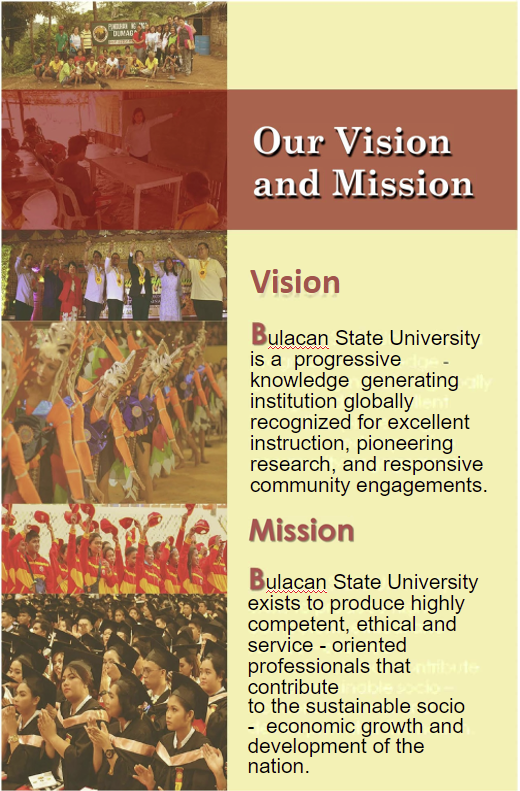 Our Vision
and Mission
Vision
Bulacan State University
is a  progressive        -
knowledge  generating
institution globally
recognized for excellent
instruction, pioneering
research, and responsive
community engagements.
Mission
Bulacan State University
exists to produce highly
competent, ethical and
service - oriented
professionals that
contribute
to the sustainable socio
-  economic growth and
development of the
nation.